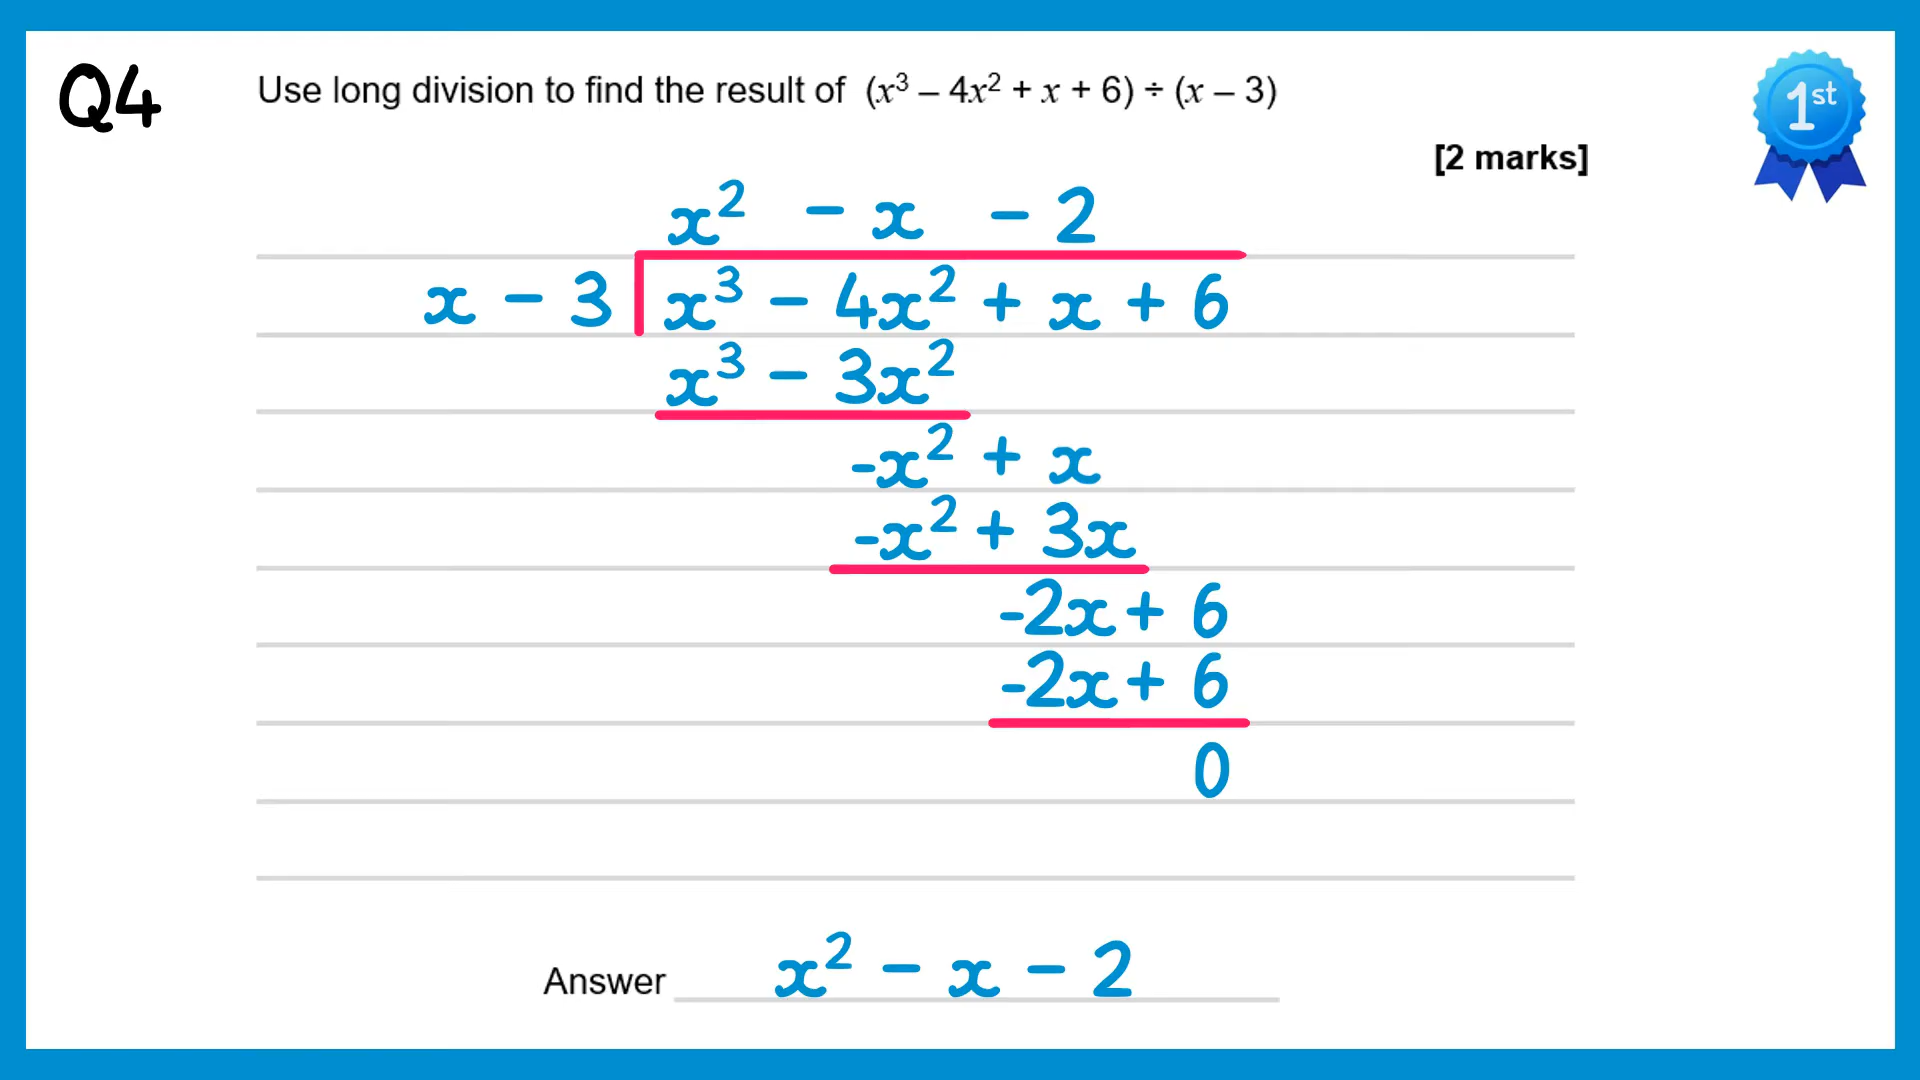 Q4
Use long division to find the result of (x³ – 4x² + x + 6) ÷ (x – 3)
1st
[2 marks]
x² - x - 2
x - 3 x³ - 4x² + x + 6
x³ - 3x²
-x² + x
-x² + 3x
-2x + 6
-2x + 6
0
Answer x² - x - 2